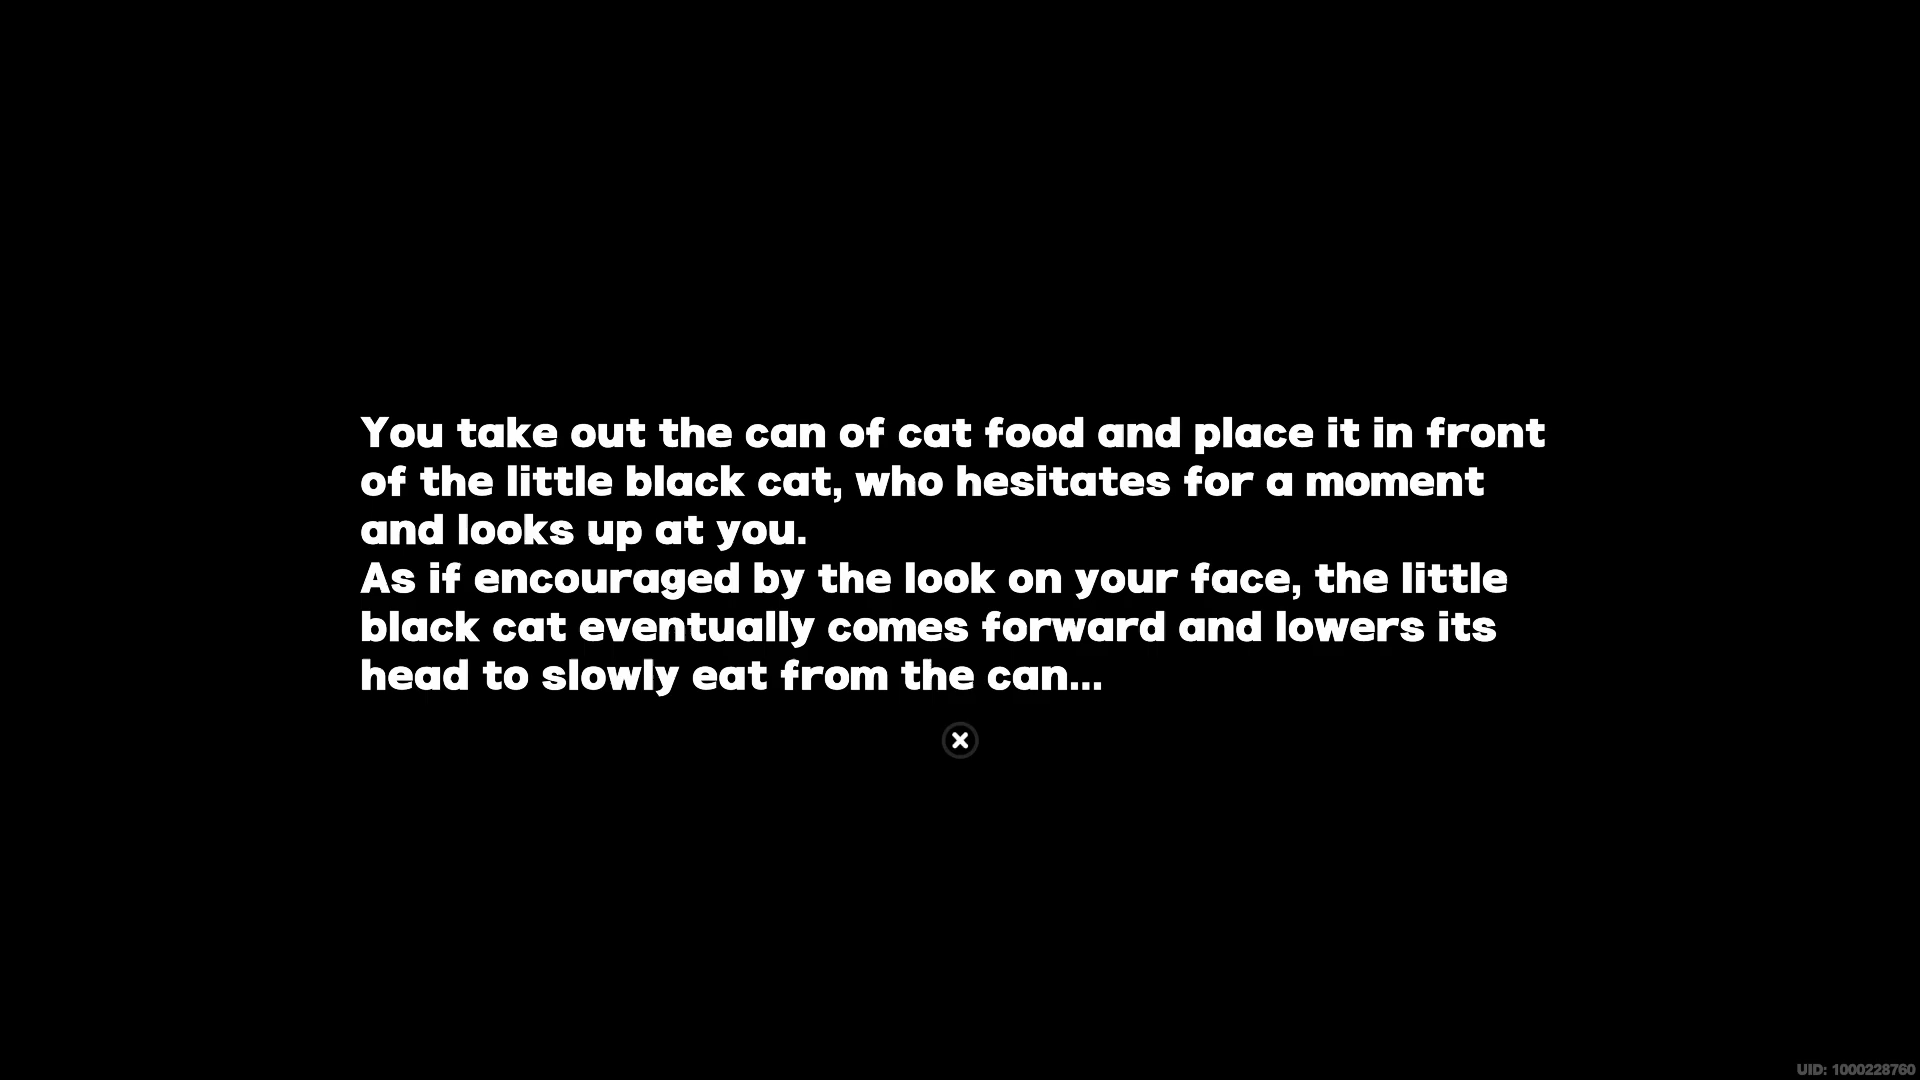 You take out the can of cat food and place it in front
of the little black cat, who hesitates for a moment
and looks up at you.
As if encouraged by the look on your face, the little
black cat eventually comes forward and lowers its
head to slowly eat from the can...
UID: 1000228760